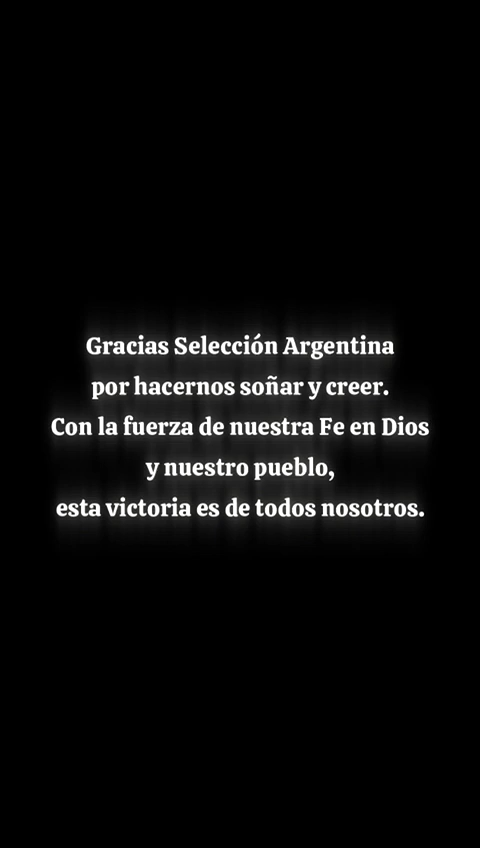 Gracias Selección Argentina
por hacernos soñar y creer.
Con la fuerza de nuestra Fe en Dios
y nuestro pueblo,
esta victoria es de todos nosotros.